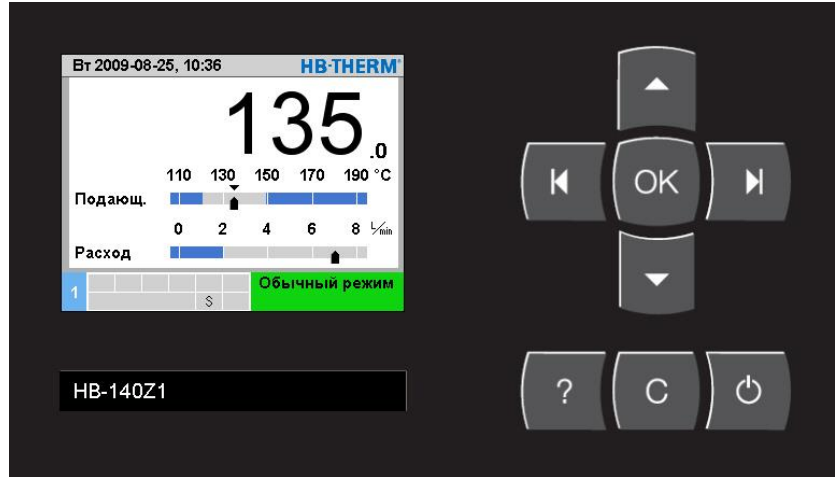 Вт 2009-08-25, 10:36 HB·THERM®
135.0
110 130 150 170 190 °C
Подающ.
0 2 4 6 8 L/min
Расход
1 S Обычный режим
HB-140Z1
OK
? C